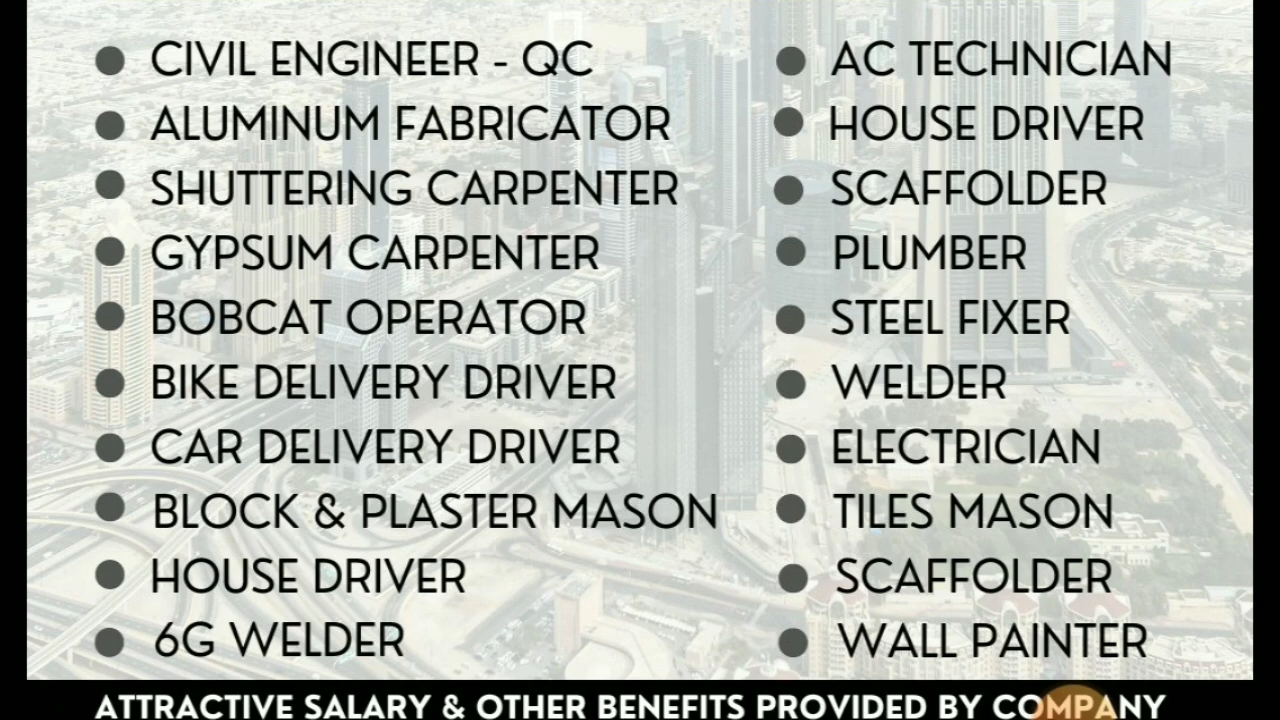 CIVIL ENGINEER - QC
ALUMINUM FABRICATOR
SHUTTERING CARPENTER
GYPSUM CARPENTER
BOBCAT OPERATOR
BIKE DELIVERY DRIVER
CAR DELIVERY DRIVER
BLOCK & PLASTER MASON
HOUSE DRIVER
6G WELDER
AC TECHNICIAN
HOUSE DRIVER
SCAFFOLDER
PLUMBER
STEEL FIXER
WELDER
ELECTRICIAN
TILES MASON
SCAFFOLDER
WALL PAINTER
ATTRACTIVE SALARY & OTHER BENEFITS PROVIDED BY COMPANY